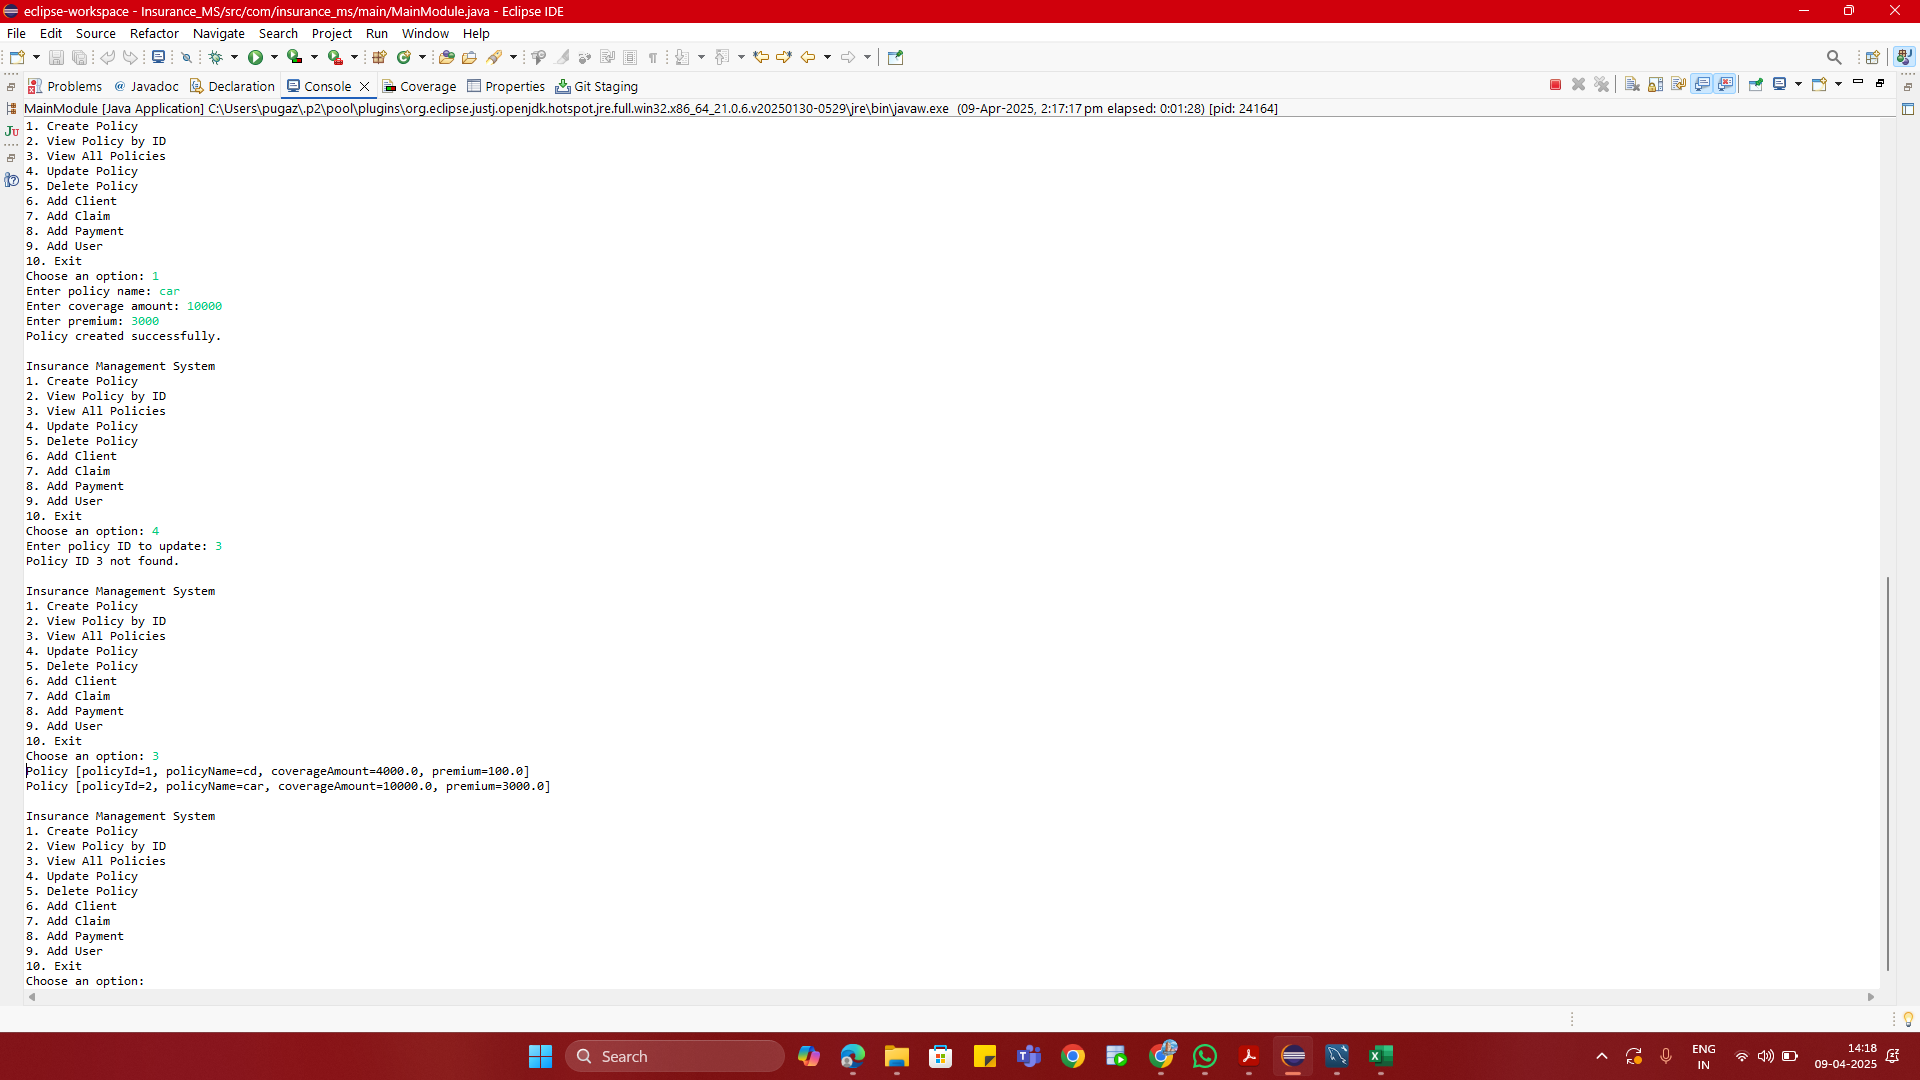 eclipse-workspace - Insurance_MS/src/com/insurance_ms/main/MainModule.java - Eclipse IDE
File Edit Source Refactor Navigate Search Project Run Window Help
Problems @ Javadoc Declaration Console Coverage Properties Git Staging
MainModule [Java Application] C:\Users\pugaz\.p2\pool\plugins\org.eclipse.justj.openjdk.hotspot.jre.full.win32.x86_64_21.0.6.v20250130-0529\jre\bin\javaw.exe (09-Apr-2025, 2:17:17 pm elapsed: 0:01:28) [pid: 24164]
1. Create Policy
2. View Policy by ID
3. View All Policies
4. Update Policy
5. Delete Policy
6. Add Client
7. Add Claim
8. Add Payment
9. Add User
10. Exit
Choose an option: 1
Enter policy name: car
Enter coverage amount: 10000
Enter premium: 3000
Policy created successfully.
Insurance Management System
1. Create Policy
2. View Policy by ID
3. View All Policies
4. Update Policy
5. Delete Policy
6. Add Client
7. Add Claim
8. Add Payment
9. Add User
10. Exit
Choose an option: 4
Enter policy ID to update: 3
Policy ID 3 not found.
Insurance Management System
1. Create Policy
2. View Policy by ID
3. View All Policies
4. Update Policy
5. Delete Policy
6. Add Client
7. Add Claim
8. Add Payment
9. Add User
10. Exit
Choose an option: 3
Policy [policyId=1, policyName=cd, coverageAmount=4000.0, premium=100.0]
Policy [policyId=2, policyName=car, coverageAmount=10000.0, premium=3000.0]
Insurance Management System
1. Create Policy
2. View Policy by ID
3. View All Policies
4. Update Policy
5. Delete Policy
6. Add Client
7. Add Claim
8. Add Payment
9. Add User
10. Exit
Choose an option:
Search
ENG
IN
14:18
09-04-2025